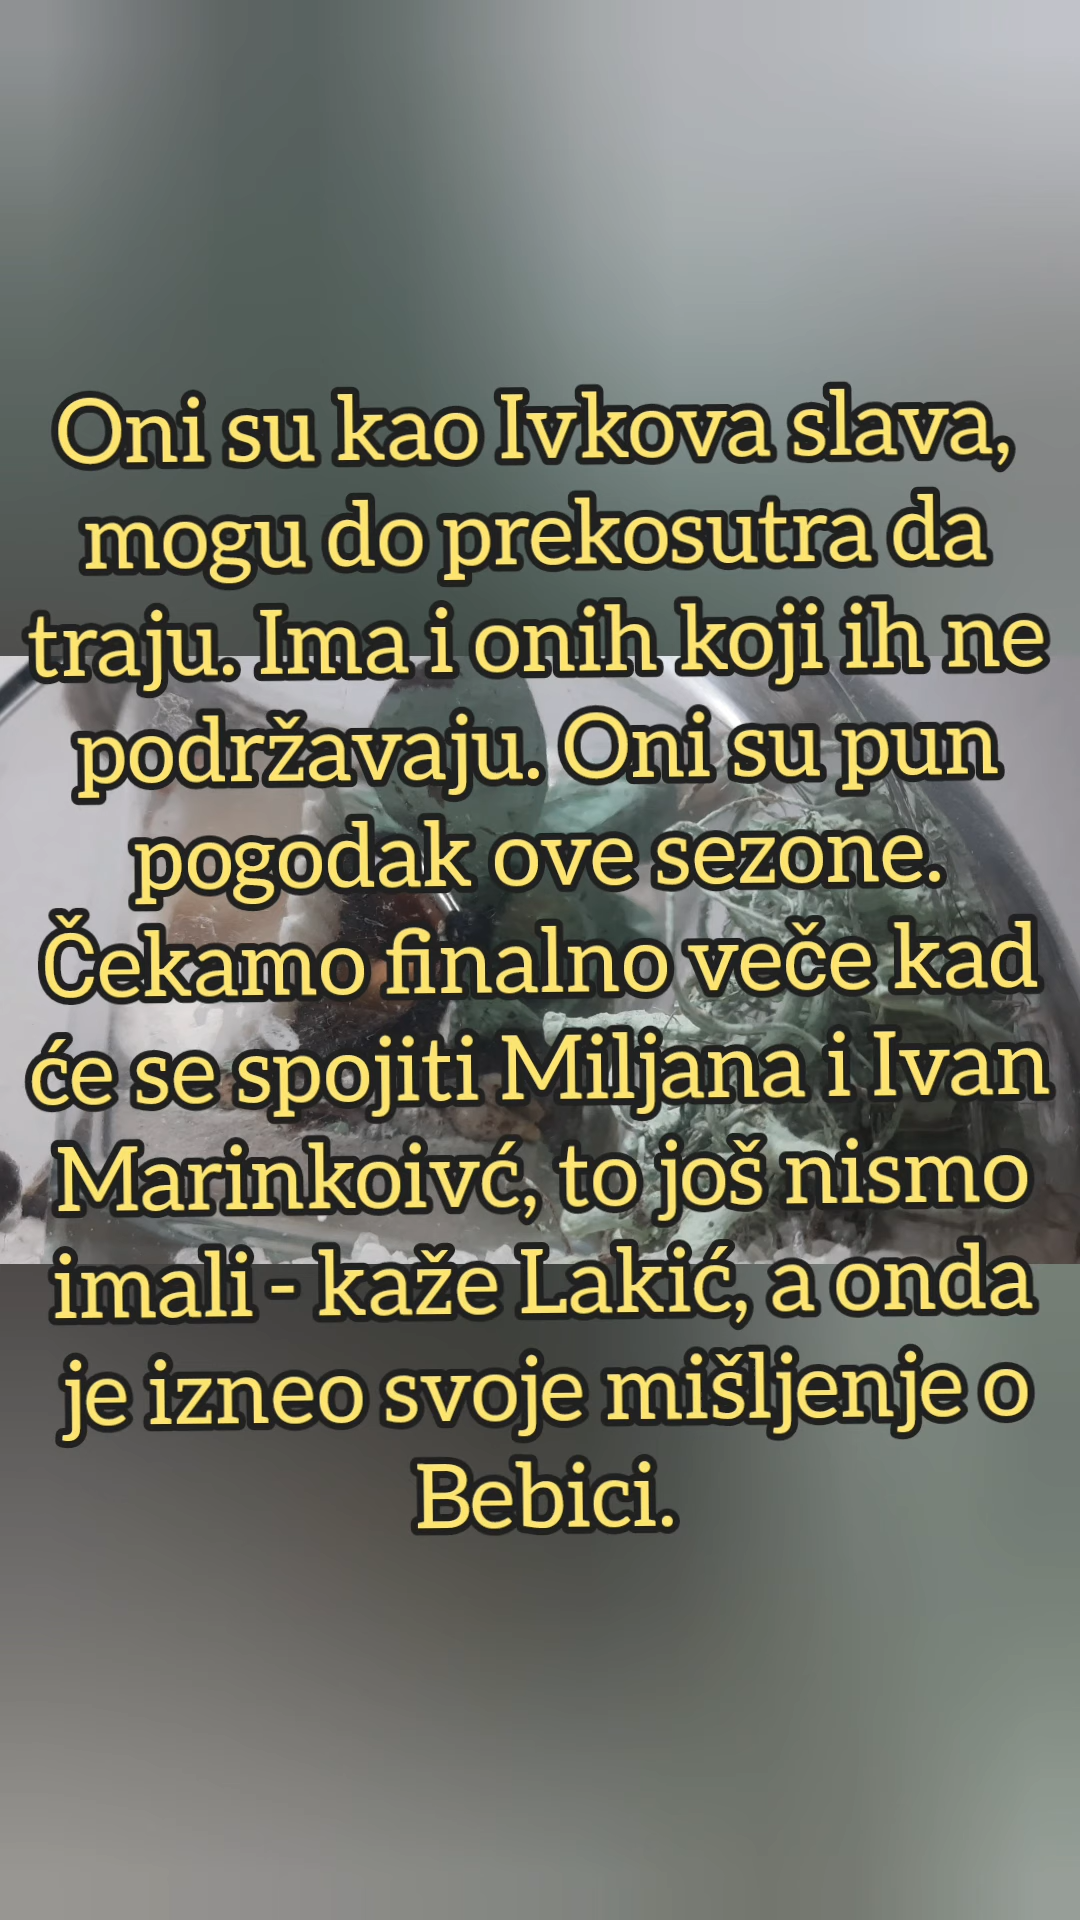 Oni su kao Ivkova slava,
mogu do prekosutra da
traju. Ima i onih koji ih ne
podržavaju. Oni su pun
pogodak ove sezone.
Čekamo finalno veče kad
će se spojiti Miljana i Ivan
Marinkoivć, to još nismo
imali - kaže Lakić, a onda
je izneo svoje mišljenje o
Bebici.